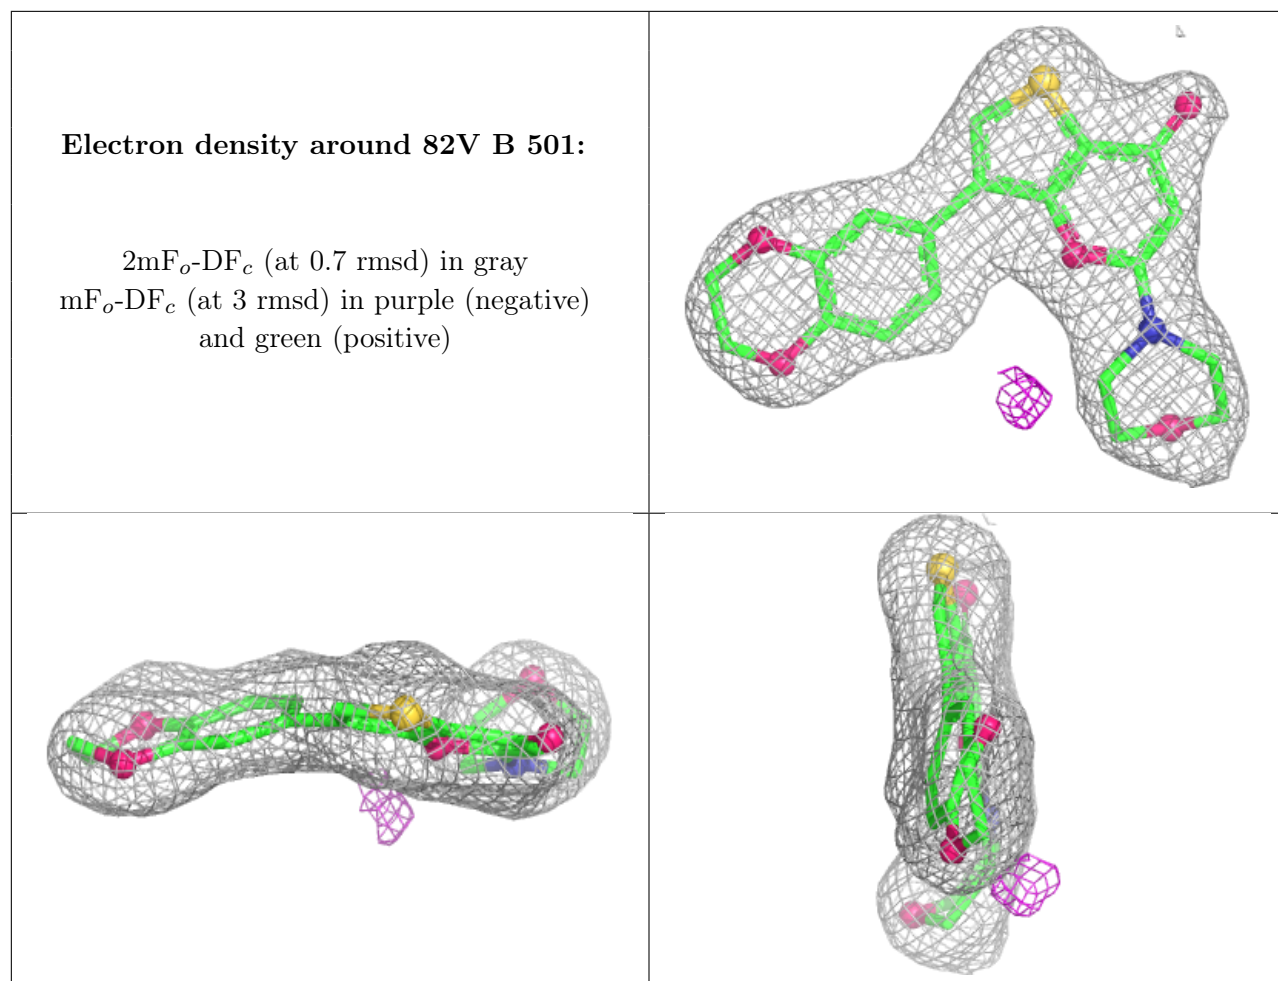 Electron density around 82V B 501:
2mFo-DFc (at 0.7 rmsd) in gray
mFo-DFc (at 3 rmsd) in purple (negative)
and green (positive)